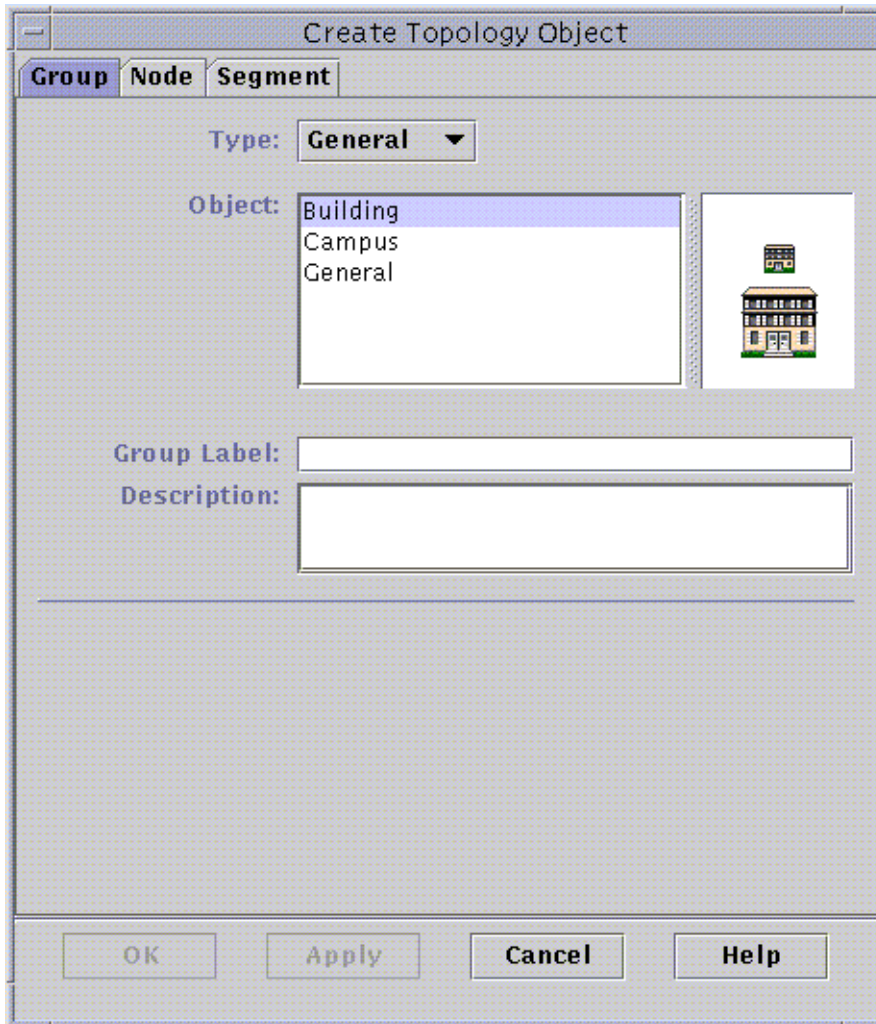 Create Topology Object
Group Node Segment
Type: General
Object: Building
Campus
General
Group Label:
Description:
OK Apply Cancel Help